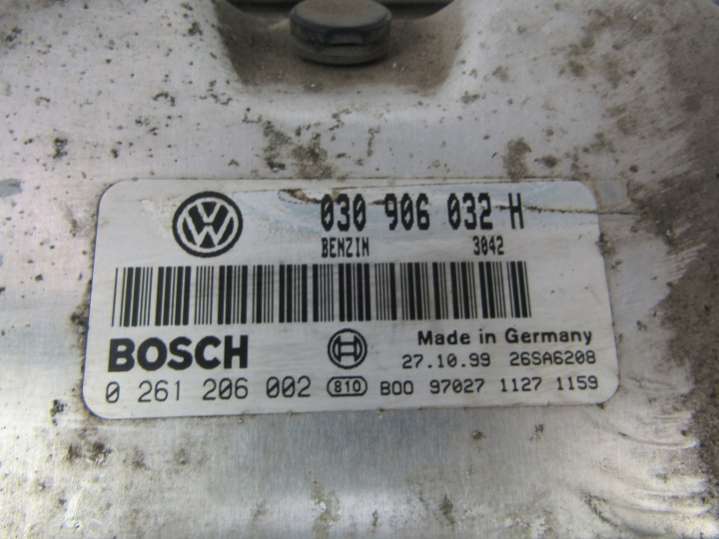 030 906 032 H
BENZIN 3042
BOSCH
Made in Germany
27.10.99 26SA6208
0 261 206 002 810 B00 97027 1127 1159